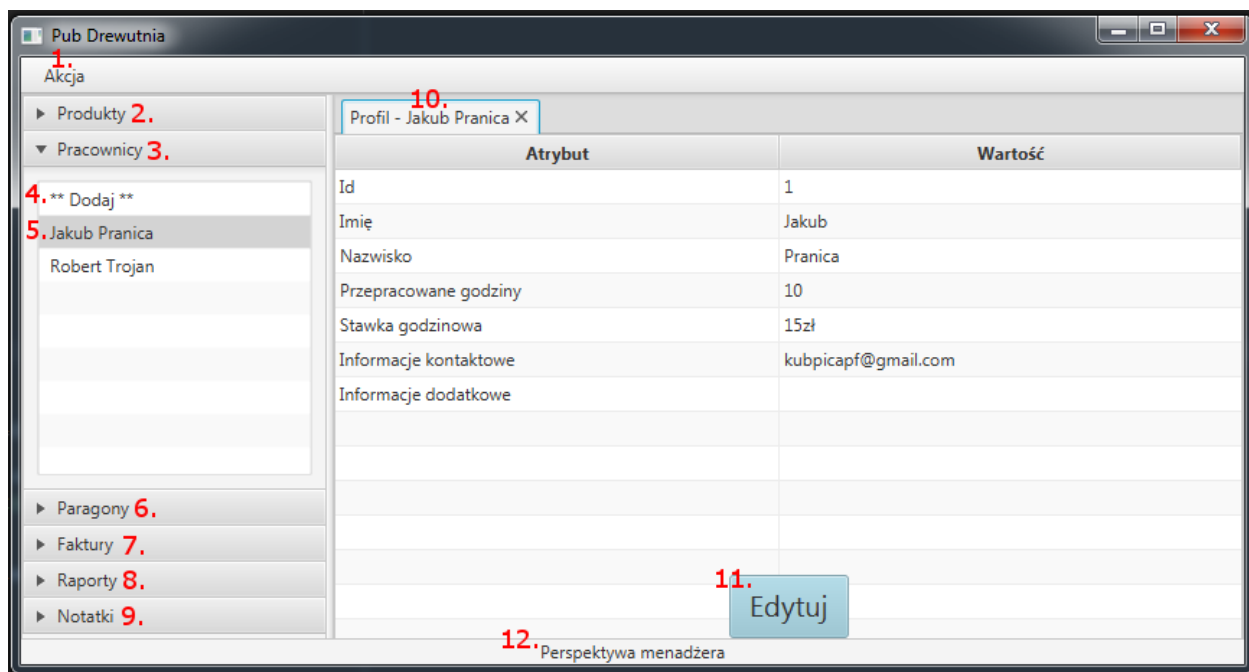 Pub Drewutnia
1.
Akcja
Produkty 2.
Pracownicy 3.
4. ** Dodaj **
5. Jakub Pranica
Robert Trojan
Paragony 6.
Faktury 7.
Raporty 8.
Notatki 9.
10.
Profil - Jakub Pranica
Atrybut Wartość
Id 1
Imię Jakub
Nazwisko Pranica
Przepracowane godziny 10
Stawka godzinowa 15zł
Informacje kontaktowe kubpicapf@gmail.com
Informacje dodatkowe
11.
Edytuj
12. Perspektywa menadżera